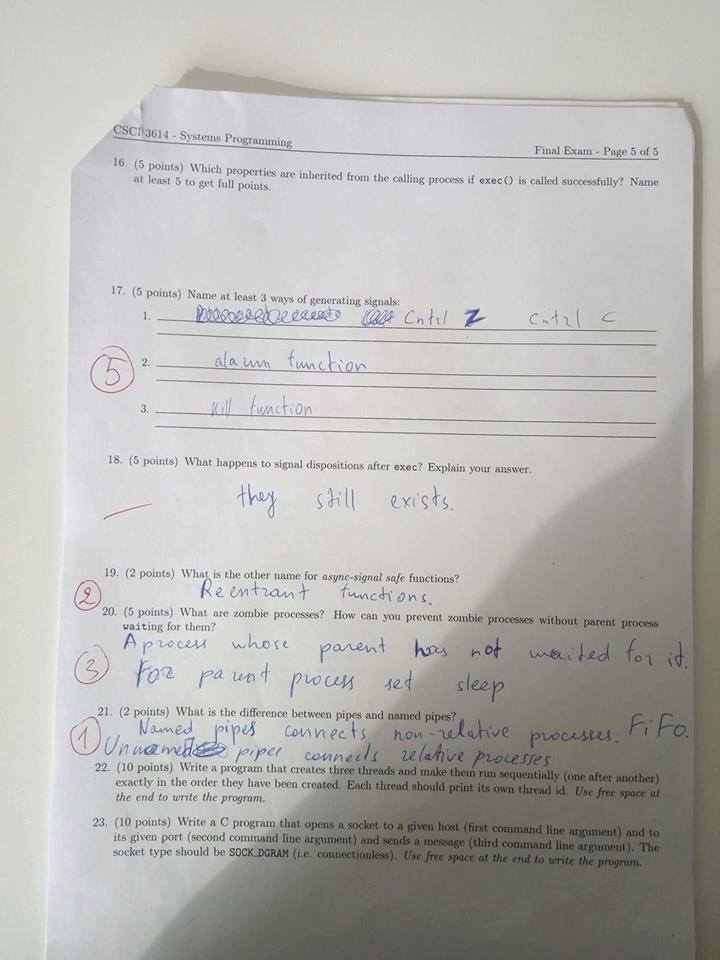 CSCI 3614 - Systems Programming
Final Exam - Page 5 of 5
16. (5 points) Which properties are inherited from the calling process if exec() is called successfully? Name
at least 5 to get full points.
17. (5 points) Name at least 3 ways of generating signals:
1. Cntrl Z Cntrl C
5
2. alarm function
3. kill function
18. (5 points) What happens to signal dispositions after exec? Explain your answer.
they still exists.
19. (2 points) What is the other name for async-signal safe functions?
2
Reentrant functions.
20. (5 points) What are zombie processes? How can you prevent zombie processes without parent process
waiting for them?
A process whose parent has not waited for it.
3
For parent process set sleep
21. (2 points) What is the difference between pipes and named pipes?
1
Named pipes connects non-relative processes. FiFo.
Unnamed pipes connects relative processes
22. (10 points) Write a program that creates three threads and make them run sequentially (one after another)
exactly in the order they have been created. Each thread should print its own thread id. Use free space at
the end to write the program.
23. (10 points) Write a C program that opens a socket to a given host (first command line argument) and to
its given port (second command line argument) and sends a message (third command line argument). The
socket type should be SOCK_DGRAM (i.e. connectionless). Use free space at the end to write the program.